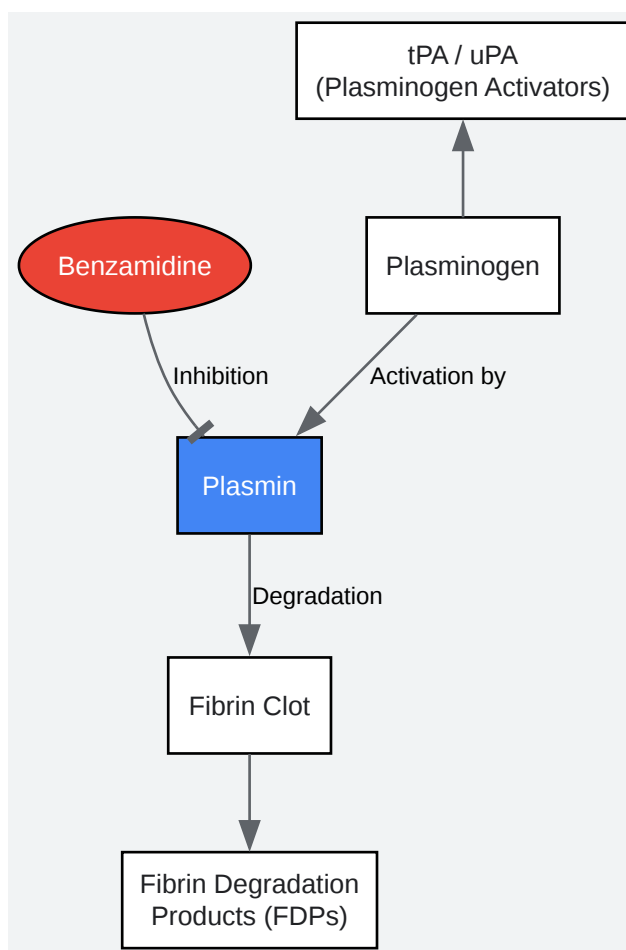 tPA / uPA
(Plasminogen Activators)
Benzamidine
Plasminogen
Inhibition
Activation by
Plasmin
Degradation
Fibrin Clot
Fibrin Degradation
Products (FDPs)